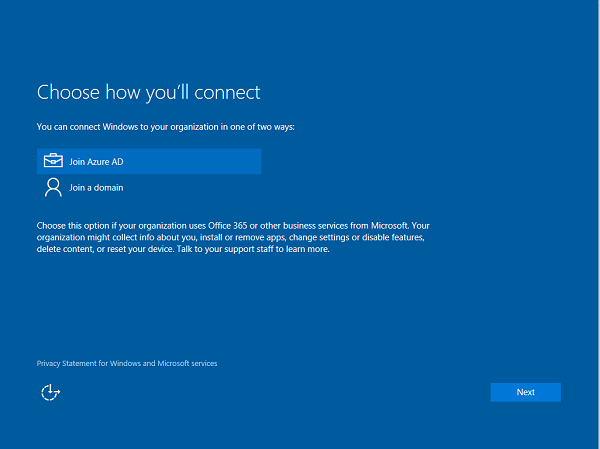 Choose how you'll connect
You can connect Windows to your organization in one of two ways:
Join Azure AD
Join a domain
Choose this option if your organization uses Office 365 or other business services from Microsoft. Your
organization might collect info about you, install or remove apps, change settings or disable features,
delete content, or reset your device. Talk to your support staff to learn more.
Privacy Statement for Windows and Microsoft services
Next